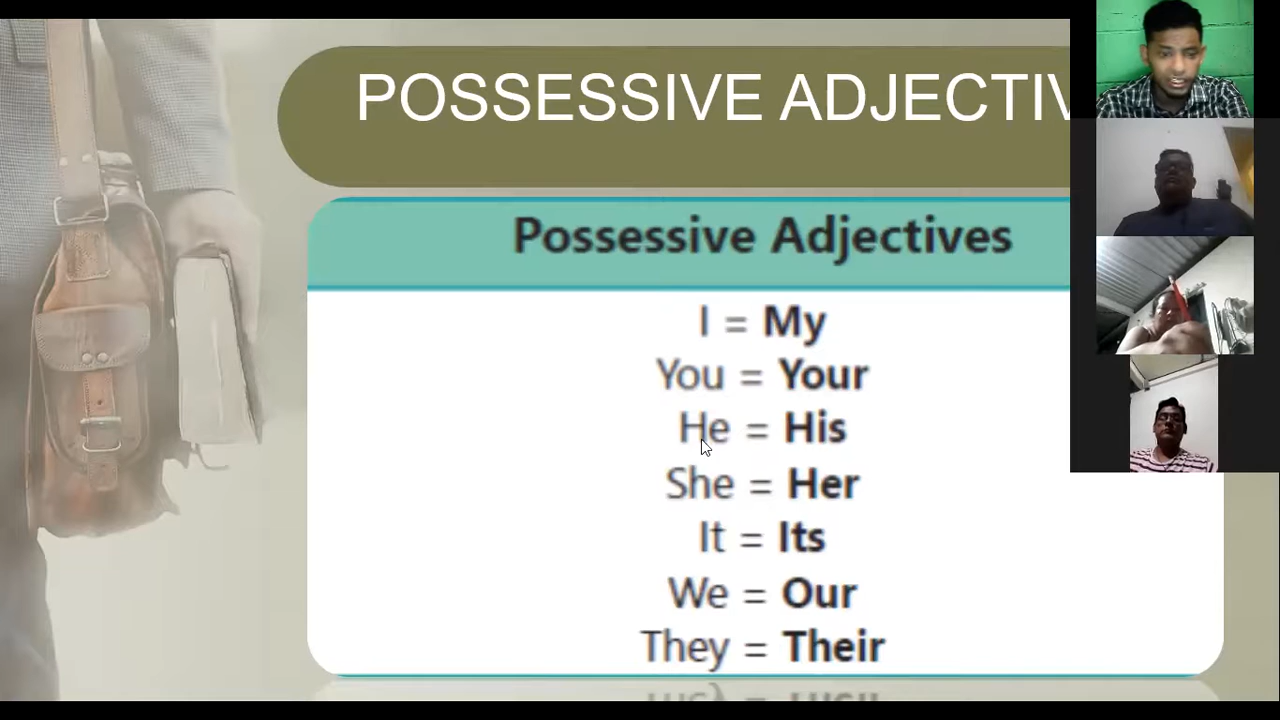 POSSESSIVE ADJECTIV
Possessive Adjectives
I = My
You = Your
He = His
She = Her
It = Its
We = Our
They = Their